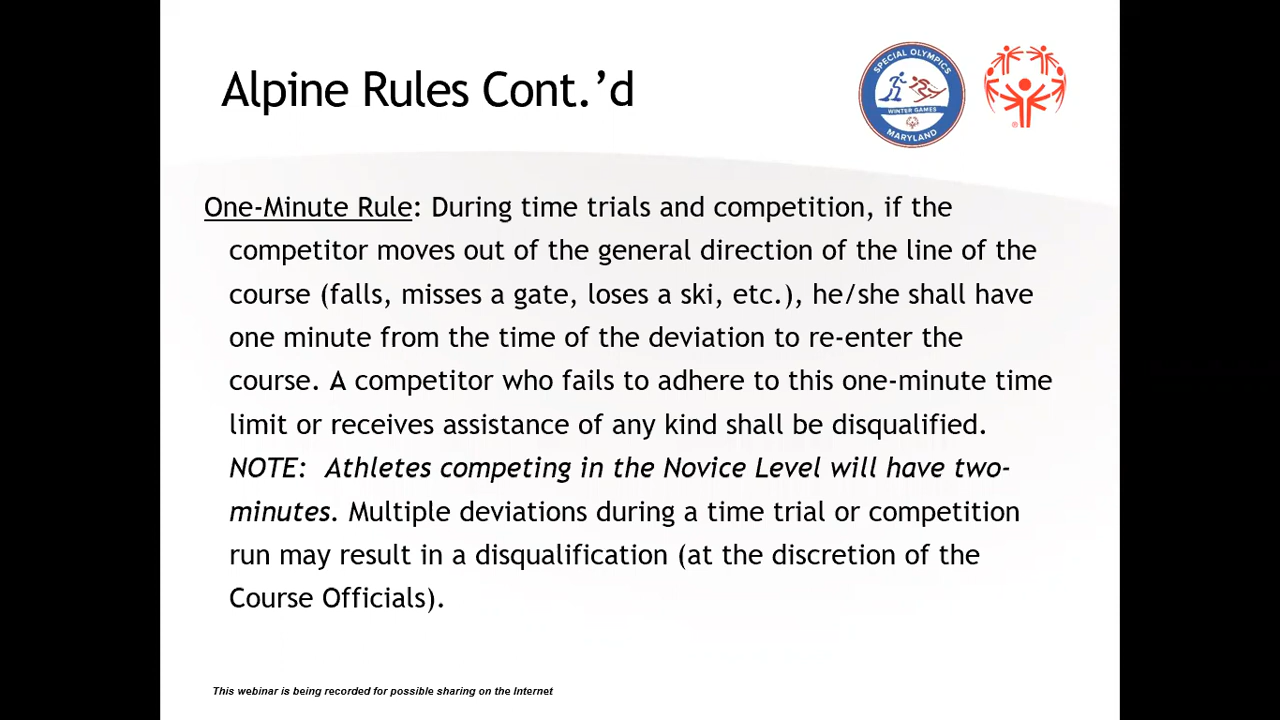 Alpine Rules Cont.’d
SPECIAL OLYMPICS
WINTER GAMES
MARYLAND
®
One-Minute Rule: During time trials and competition, if the
competitor moves out of the general direction of the line of the
course (falls, misses a gate, loses a ski, etc.), he/she shall have
one minute from the time of the deviation to re-enter the
course. A competitor who fails to adhere to this one-minute time
limit or receives assistance of any kind shall be disqualified.
NOTE: Athletes competing in the Novice Level will have two-
minutes. Multiple deviations during a time trial or competition
run may result in a disqualification (at the discretion of the
Course Officials).
This webinar is being recorded for possible sharing on the Internet